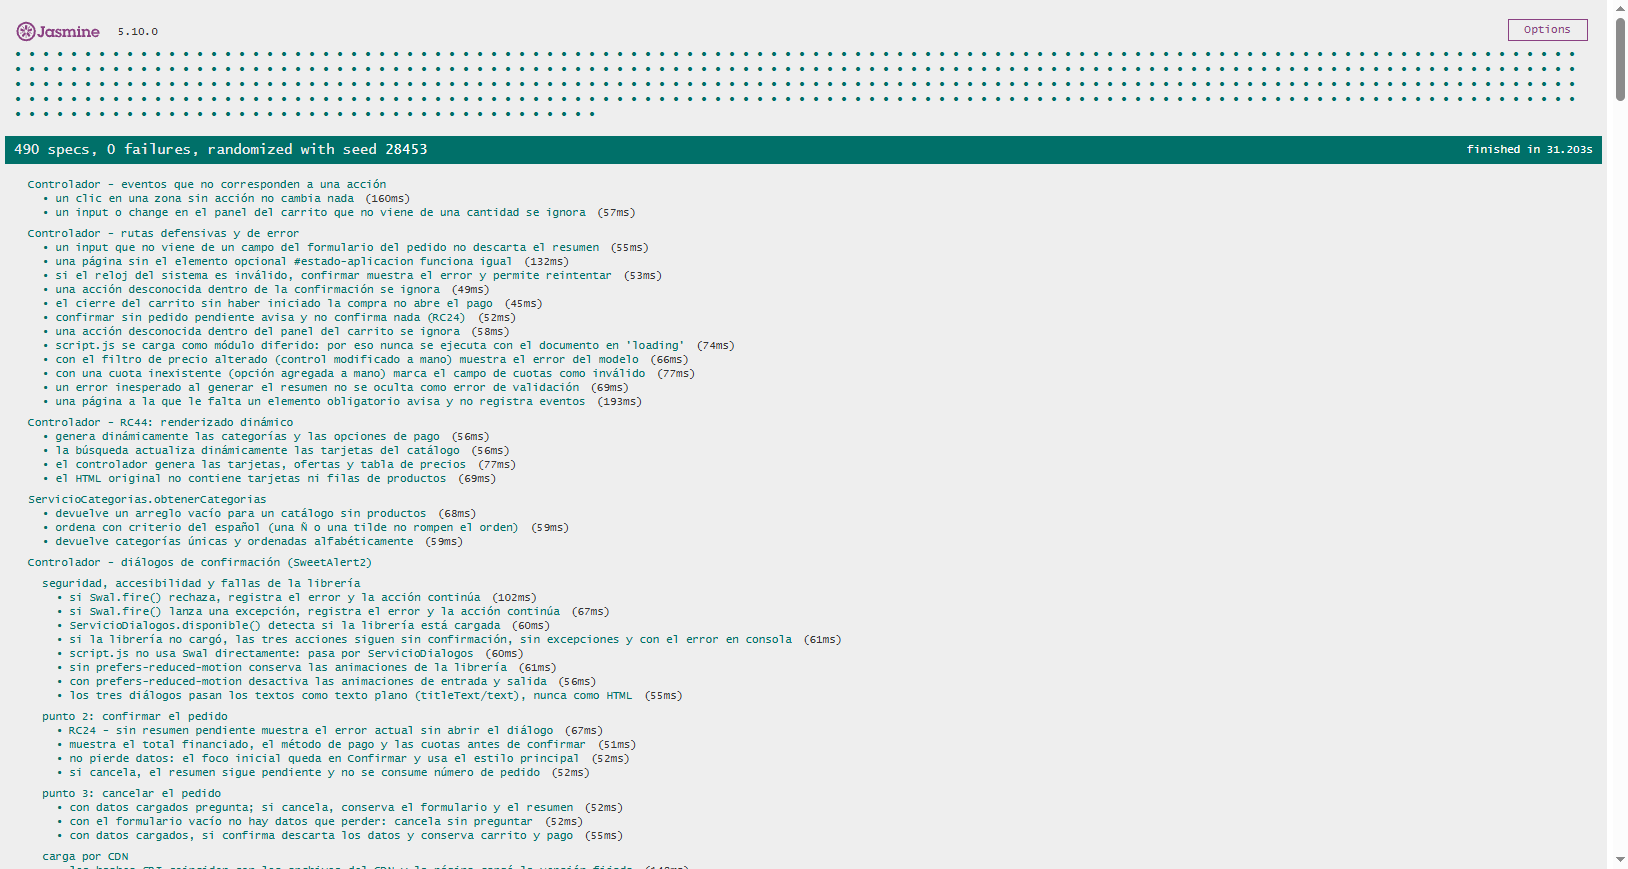 Jasmine 5.10.0
Options
490 specs, 0 failures, randomized with seed 28453
finished in 31.203s
Controlador - eventos que no corresponden a una acción
• un clic en una zona sin acción no cambia nada (160ms)
• un input o change en el panel del carrito que no viene de una cantidad se ignora (57ms)
Controlador - rutas defensivas y de error
• un input que no viene de un campo del formulario del pedido no descarta el resumen (55ms)
• una página sin el elemento opcional #estado-aplicacion funciona igual (132ms)
• si el reloj del sistema es inválido, confirmar muestra el error y permite reintentar (53ms)
• una acción desconocida dentro de la confirmación se ignora (49ms)
• el cierre del carrito sin haber iniciado la compra no abre el pago (45ms)
• confirmar sin pedido pendiente avisa y no confirma nada (RC24) (52ms)
• una acción desconocida dentro del panel del carrito se ignora (58ms)
• script.js se carga como módulo diferido: por eso nunca se ejecuta con el documento en 'loading' (74ms)
• con el filtro de precio alterado (control modificado a mano) muestra el error del modelo (66ms)
• con una cuota inexistente (opción agregada a mano) marca el campo de cuotas como inválido (77ms)
• un error inesperado al generar el resumen no se oculta como error de validación (69ms)
• una página a la que le falta un elemento obligatorio avisa y no registra eventos (193ms)
Controlador - RC44: renderizado dinámico
• genera dinámicamente las categorías y las opciones de pago (56ms)
• la búsqueda actualiza dinámicamente las tarjetas del catálogo (56ms)
• el controlador genera las tarjetas, ofertas y tabla de precios (77ms)
• el HTML original no contiene tarjetas ni filas de productos (69ms)
ServicioCategorias.obtenerCategorias
• devuelve un arreglo vacío para un catálogo sin productos (68ms)
• ordena con criterio del español (una Ñ o una tilde no rompen el orden) (59ms)
• devuelve categorías únicas y ordenadas alfabéticamente (59ms)
Controlador - diálogos de confirmación (SweetAlert2)
seguridad, accesibilidad y fallas de la librería
• si Swal.fire() rechaza, registra el error y la acción continúa (102ms)
• si Swal.fire() lanza una excepción, registra el error y la acción continúa (67ms)
• ServicioDialogos.disponible() detecta si la librería está cargada (60ms)
• si la librería no cargó, las tres acciones siguen sin confirmación, sin excepciones y con el error en consola (61ms)
• script.js no usa Swal directamente: pasa por ServicioDialogos (60ms)
• sin prefers-reduced-motion conserva las animaciones de la librería (61ms)
• con prefers-reduced-motion desactiva las animaciones de entrada y salida (56ms)
• los tres diálogos pasan los textos como texto plano (titleText/text), nunca como HTML (55ms)
punto 2: confirmar el pedido
• RC24 - sin resumen pendiente muestra el error actual sin abrir el diálogo (67ms)
• muestra el total financiado, el método de pago y las cuotas antes de confirmar (51ms)
• no pierde datos: el foco inicial queda en Confirmar y usa el estilo principal (52ms)
• si cancela, el resumen sigue pendiente y no se consume número de pedido (52ms)
punto 3: cancelar el pedido
• con datos cargados pregunta; si cancela, conserva el formulario y el resumen (52ms)
• con el formulario vacío no hay datos que perder: cancela sin preguntar (52ms)
• con datos cargados, si confirma descarta los datos y conserva carrito y pago (55ms)
carga por CDN